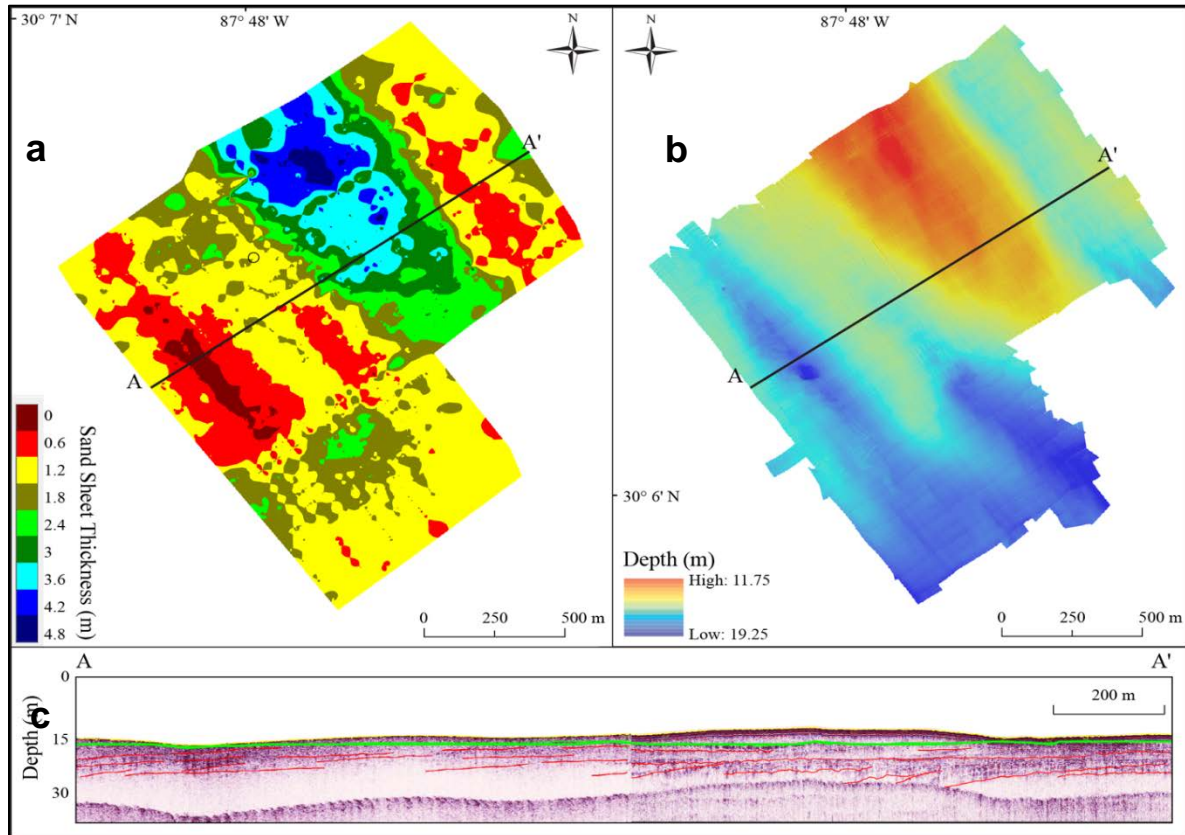 30° 7' N
87° 48' W
N
a
A'
A
0
0.6
1.2
1.8
2.4
3
3.6
4.2
4.8
Sand Sheet Thickness (m)
0 250 500 m
87° 48' W
N
b
A'
A
30° 6' N
Depth (m)
High: 11.75
Low: 19.25
0 250 500 m
A A'
c
Depth (m)
0
15
30
200 m